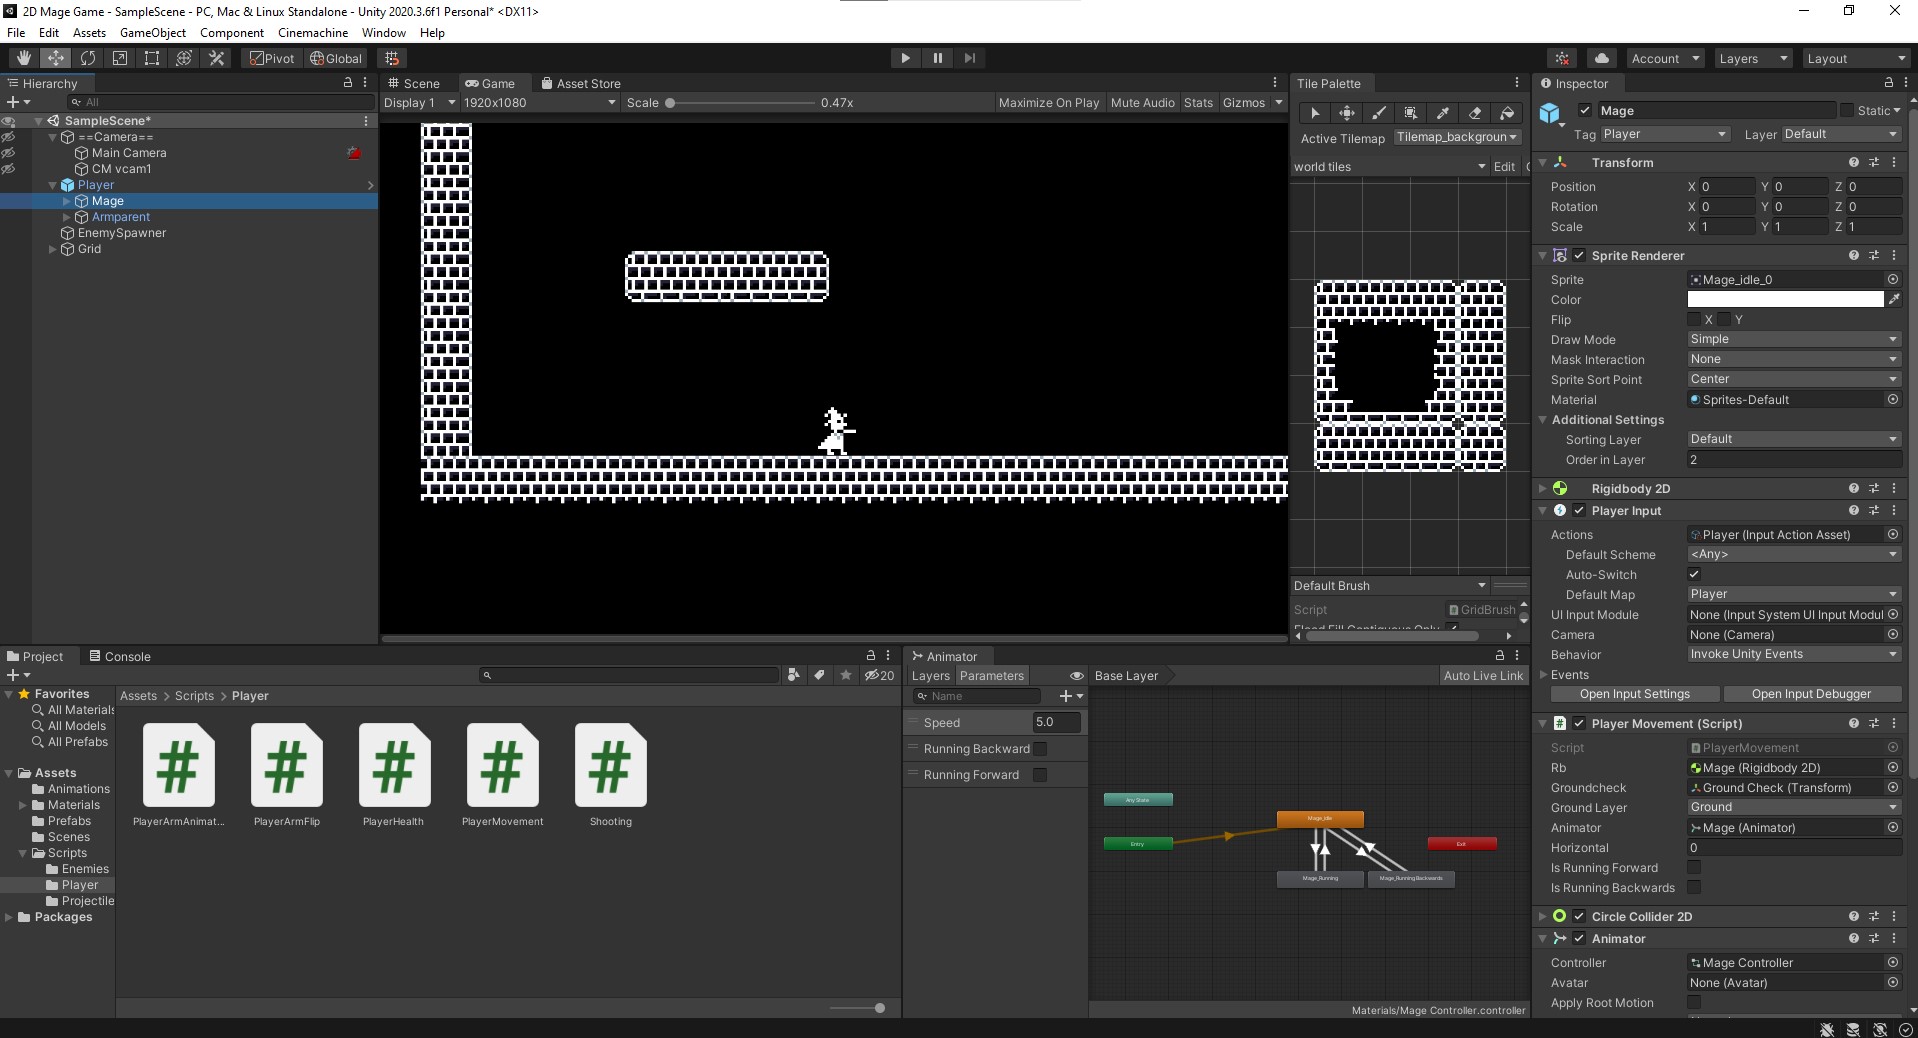 2D Mage Game - SampleScene - PC, Mac & Linux Standalone - Unity 2020.3.6f1 Personal* <DX11>
File Edit Assets GameObject Component Cinemachine Window Help
Pivot Global Account Layers Layout
Hierarchy
All
SampleScene*
==Camera==
Main Camera
CM vcam1
Player
Mage
Armparent
EnemySpawner
Grid
Scene Game Asset Store
Display 1 1920x1080 Scale 0.47x Maximize On Play Mute Audio Stats Gizmos
Tile Palette
Active Tilemap Tilemap_backgroun
world tiles Edit
Default Brush
Script GridBrush
Flood Fill Contiguous Only
Inspector
Mage Static
Tag Player Layer Default
Transform
Position X 0 Y 0 Z 0
Rotation X 0 Y 0 Z 0
Scale X 1 Y 1 Z 1
Sprite Renderer
Sprite Mage_idle_0
Color
Flip X Y
Draw Mode Simple
Mask Interaction None
Sprite Sort Point Center
Material Sprites-Default
Additional Settings
Sorting Layer Default
Order in Layer 2
Rigidbody 2D
Player Input
Actions Player (Input Action Asset)
Default Scheme <Any>
Auto-Switch
Default Map Player
UI Input Module None (Input System UI Input Modul
Camera None (Camera)
Behavior Invoke Unity Events
Events
Open Input Settings Open Input Debugger
Player Movement (Script)
Script PlayerMovement
Rb Mage (Rigidbody 2D)
Groundcheck Ground Check (Transform)
Ground Layer Ground
Animator Mage (Animator)
Horizontal 0
Is Running Forward
Is Running Backwards
Circle Collider 2D
Animator
Controller Mage Controller
Avatar None (Avatar)
Apply Root Motion
Project Console
20
Favorites
All Materials
All Models
All Prefabs
Assets
Animations
Materials
Prefabs
Scenes
Scripts
Enemies
Player
Projectile
Packages
Assets > Scripts > Player
PlayerArmAnimat... PlayerArmFlip PlayerHealth PlayerMovement Shooting
Animator
Layers Parameters Base Layer Auto Live Link
Name
Speed 5.0
Running Backward
Running Forward
Any State
Entry
Mage_idle
Exit
Mage_Running
Mage_Running Backwards
Materials/Mage Controller.controller